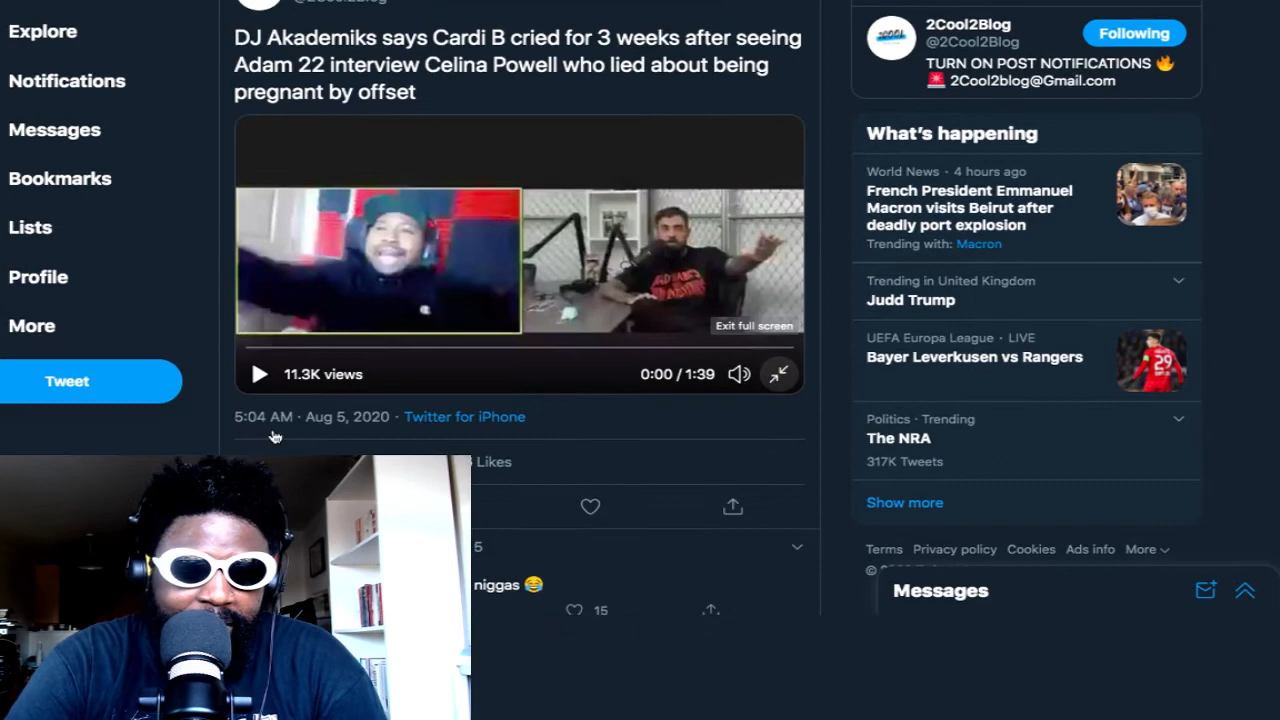 Explore
Notifications
Messages
Bookmarks
Lists
Profile
More
Tweet
DJ Akademiks says Cardi B cried for 3 weeks after seeing
Adam 22 interview Celina Powell who lied about being
pregnant by offset
Exit full screen
11.3K views
0:00 / 1:39
5:04 AM · Aug 5, 2020 · Twitter for iPhone
Likes
5
niggas 😂
15
2Cool2Blog
@2Cool2Blog
Following
TURN ON POST NOTIFICATIONS 🔥
🚨 2Cool2blog@Gmail.com
What's happening
World News · 4 hours ago
French President Emmanuel
Macron visits Beirut after
deadly port explosion
Trending with: Macron
Trending in United Kingdom
Judd Trump
UEFA Europa League · LIVE
Bayer Leverkusen vs Rangers
29
Politics · Trending
The NRA
317K Tweets
Show more
Terms Privacy policy Cookies Ads info More
©
Messages